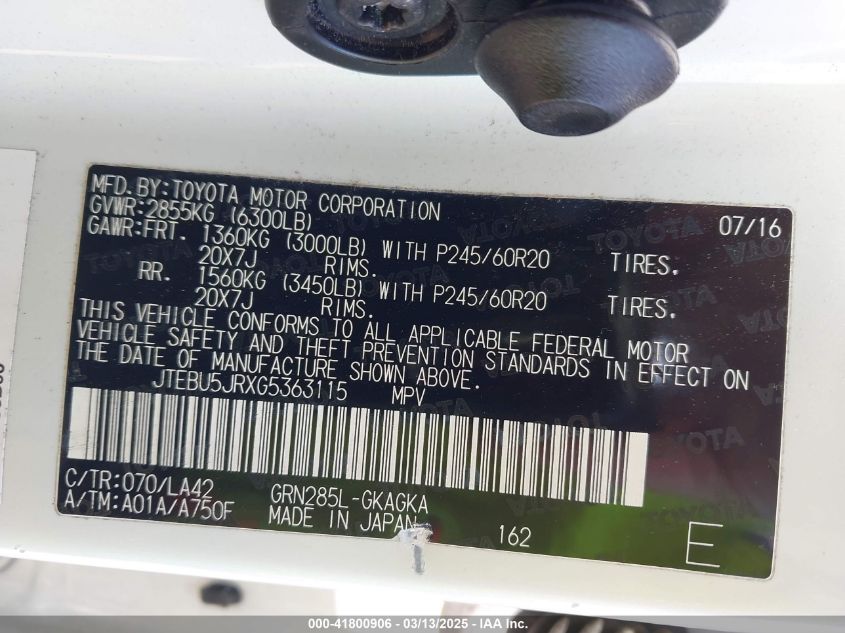 MFD. BY: TOYOTA MOTOR CORPORATION 07/16
GVWR: 2855KG (6300LB)
GAWR: FRT. 1360KG (3000LB) WITH P245/60R20 TIRES.
20X7J RIMS.
RR. 1560KG (3450LB) WITH P245/60R20 TIRES.
20X7J RIMS.
THIS VEHICLE CONFORMS TO ALL APPLICABLE FEDERAL MOTOR
VEHICLE SAFETY AND THEFT PREVENTION STANDARDS IN EFFECT ON
THE DATE OF MANUFACTURE SHOWN ABOVE.
JTEBU5JRXG5363115 MPV
C/TR: 070/LA42 GRN285L-GKAGKA
A/TM: A01A/A750F MADE IN JAPAN 162 E
000-41800906 - 03/13/2025 - IAA Inc.